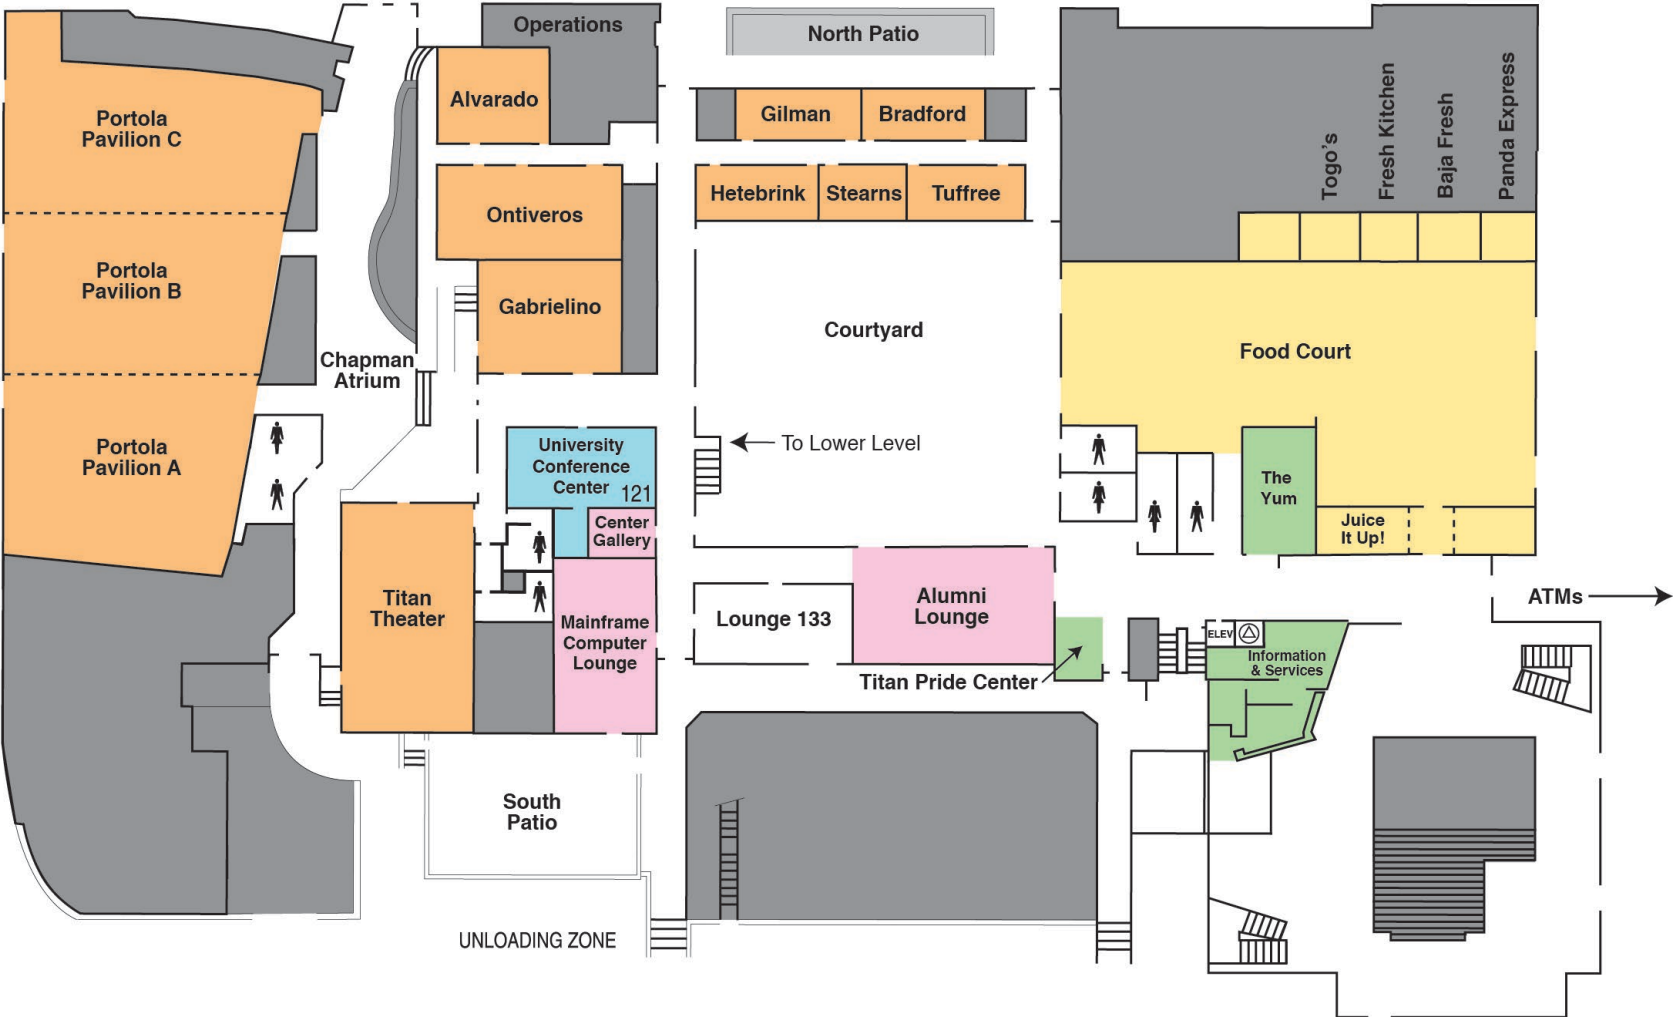 Operations
North Patio
Portola
Pavilion C
Alvarado
Gilman
Bradford
Togo's
Fresh Kitchen
Baja Fresh
Panda Express
Ontiveros
Hetebrink
Stearns
Tuffree
Portola
Pavilion B
Gabrielino
Courtyard
Food Court
Chapman
Atrium
Portola
Pavilion A
University
Conference
Center 121
To Lower Level
The
Yum
Center
Gallery
Juice
It Up!
Titan
Theater
Mainframe
Computer
Lounge
Lounge 133
Alumni
Lounge
ATMs
ELEV
Information
& Services
Titan Pride Center
South
Patio
UNLOADING ZONE